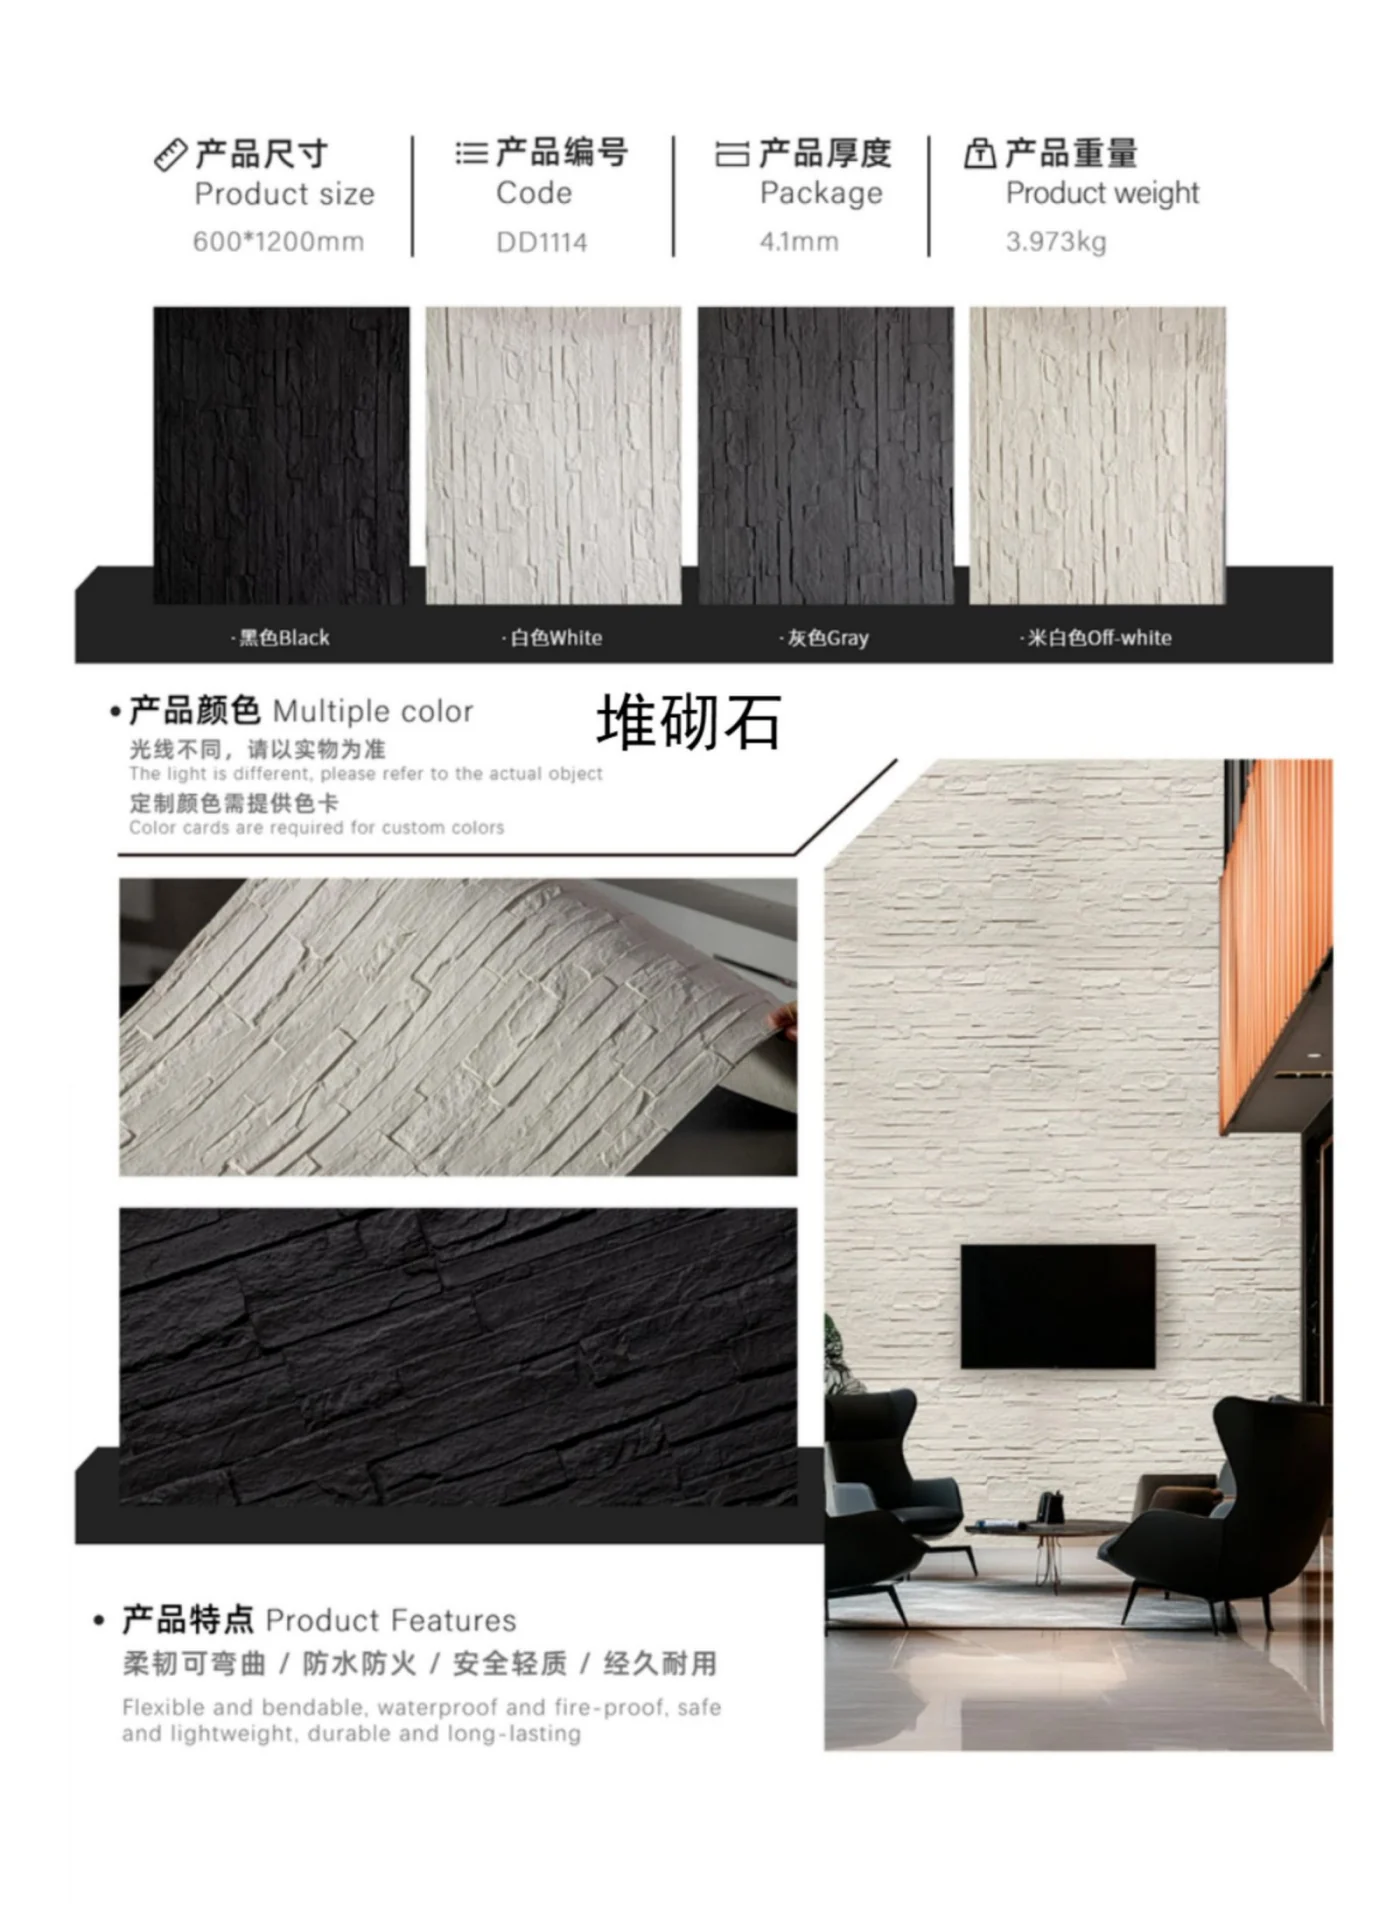 产品尺寸
Product size
600*1200mm
产品编号
Code
DD1114
产品厚度
Package
4.1mm
产品重量
Product weight
3.973kg
·黑色Black
·白色White
·灰色Gray
·米白色Off-white
•产品颜色 Multiple color
光线不同，请以实物为准
The light is different, please refer to the actual object
定制颜色需提供色卡
Color cards are required for custom colors
堆砌石
• 产品特点 Product Features
柔韧可弯曲 / 防水防火 / 安全轻质 / 经久耐用
Flexible and bendable, waterproof and fire-proof, safe
and lightweight, durable and long-lasting